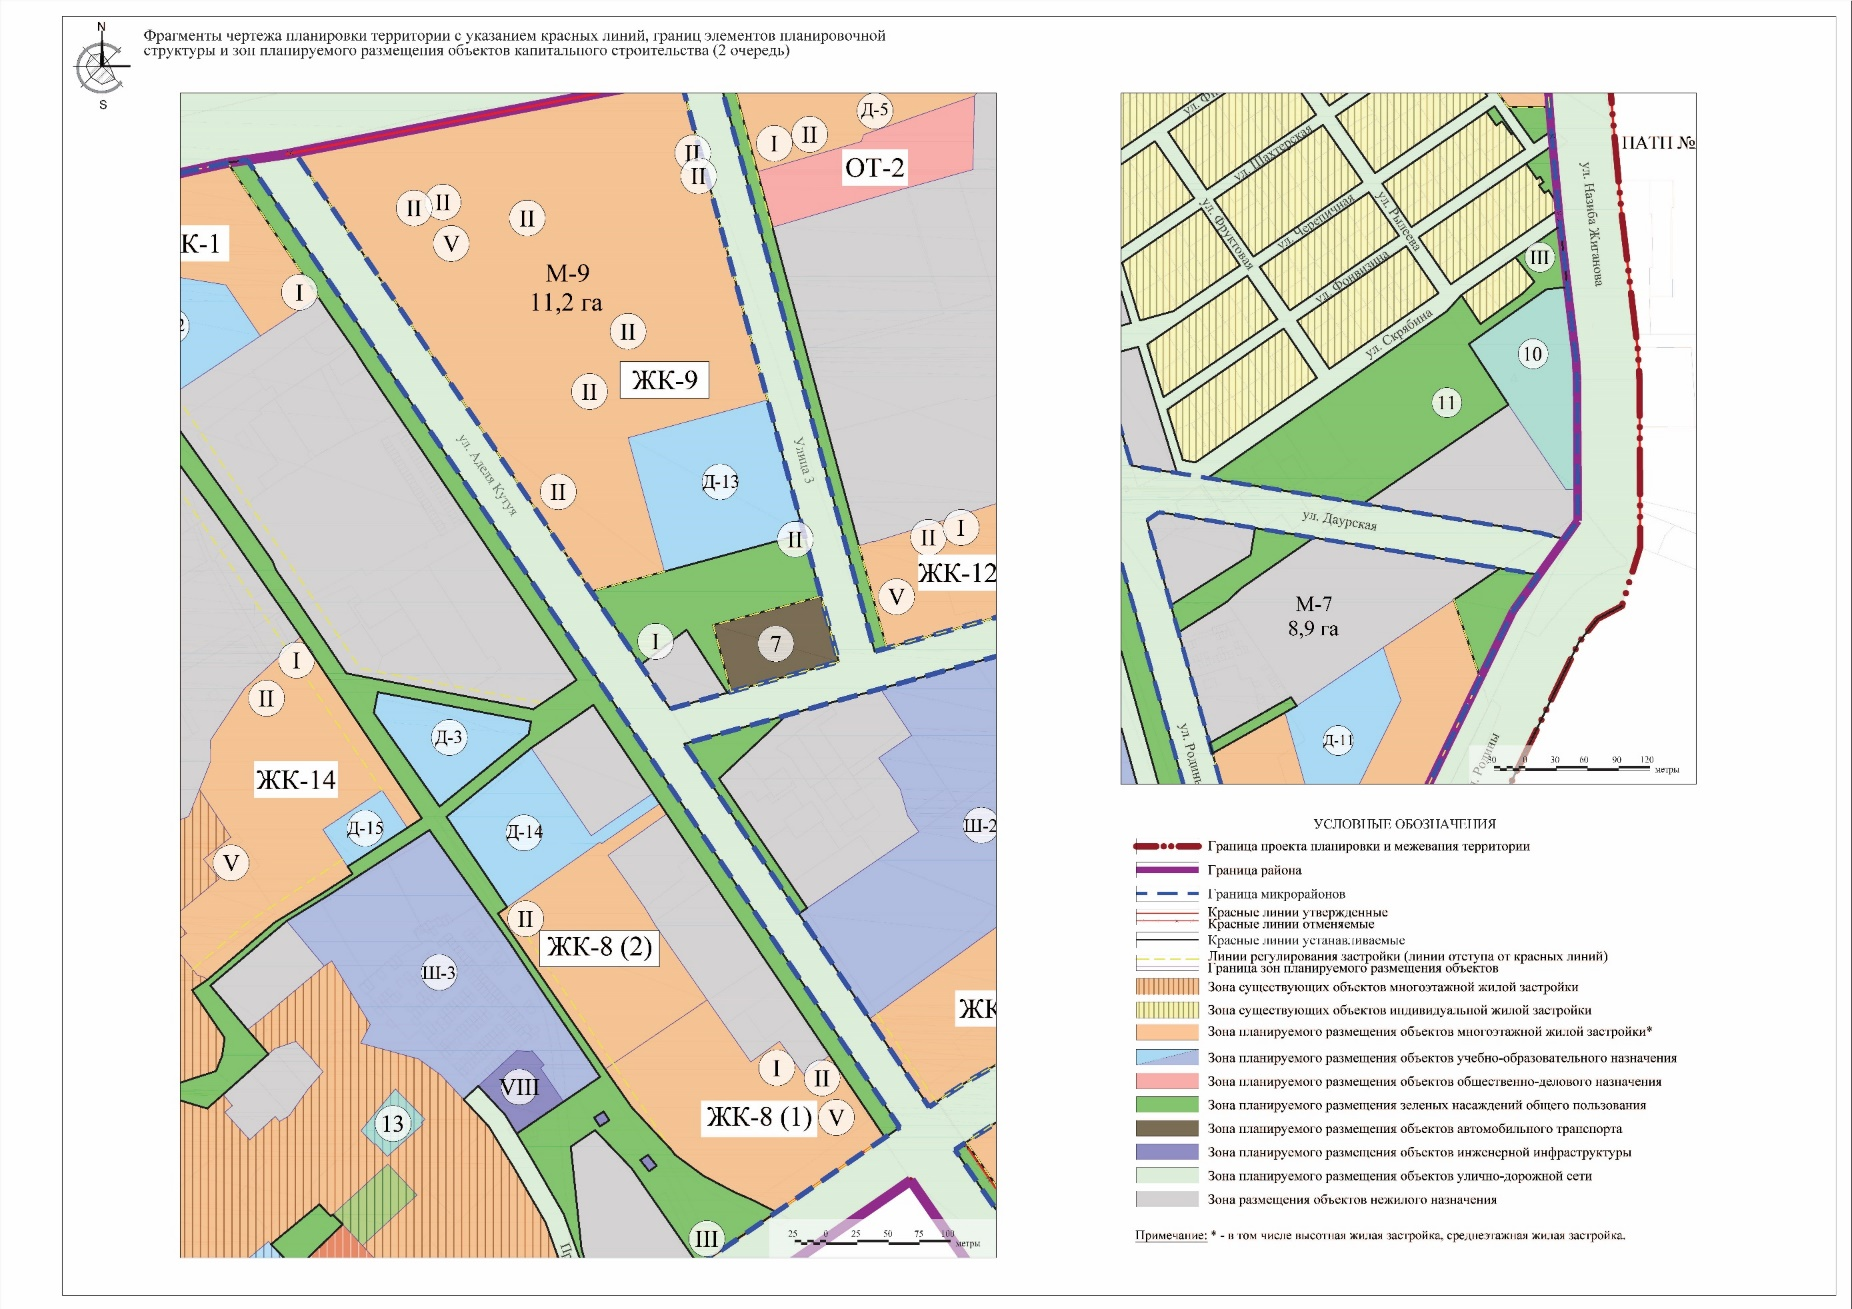 N
S
Фрагменты чертежа планировки территории с указанием красных линий, границ элементов планировочной
структуры и зон планируемого размещения объектов капитального строительства (2 очередь)
Д-5
I
II
ОТ-2
II
II
II
II
II
V
К-1
I
2
М-9
11,2 га
II
ЖК-9
II
ул. Аделя Кутуя
Улица 3
Д-13
II
II
II
I
ЖК-12
V
I
7
I
II
Д-3
ЖК-14
Д-15
Д-14
V
Ш-2
II
ЖК-8 (2)
Ш-3
ЖК
VIII
I
II
ЖК-8 (1)
V
13
III
25 0 25 50 75 100
метры
ПАТП №
ул. Шахтерская
ул. Фруктовая
ул. Черепичная
ул. Рылеева
ул. Фонвизина
ул. Скрябина
ул. Назиба Жиганова
III
10
11
ул. Даурская
М-7
8,9 га
Д-11
30 0 30 60 90 120
метры
УСЛОВНЫЕ ОБОЗНАЧЕНИЯ
Граница проекта планировки и межевания территории
Граница района
Граница микрорайонов
Красные линии утвержденные
Красные линии отменяемые
Красные линии устанавливаемые
Линии регулирования застройки (линии отступа от красных линий)
Граница зон планируемого размещения объектов
Зона существующих объектов многоэтажной жилой застройки
Зона существующих объектов индивидуальной жилой застройки
Зона планируемого размещения объектов многоэтажной жилой застройки*
Зона планируемого размещения объектов учебно-образовательного назначения
Зона планируемого размещения объектов общественно-делового назначения
Зона планируемого размещения зеленых насаждений общего пользования
Зона планируемого размещения объектов автомобильного транспорта
Зона планируемого размещения объектов инженерной инфраструктуры
Зона планируемого размещения объектов улично-дорожной сети
Зона размещения объектов нежилого назначения
Примечание: * - в том числе высотная жилая застройка, среднеэтажная жилая застройка.